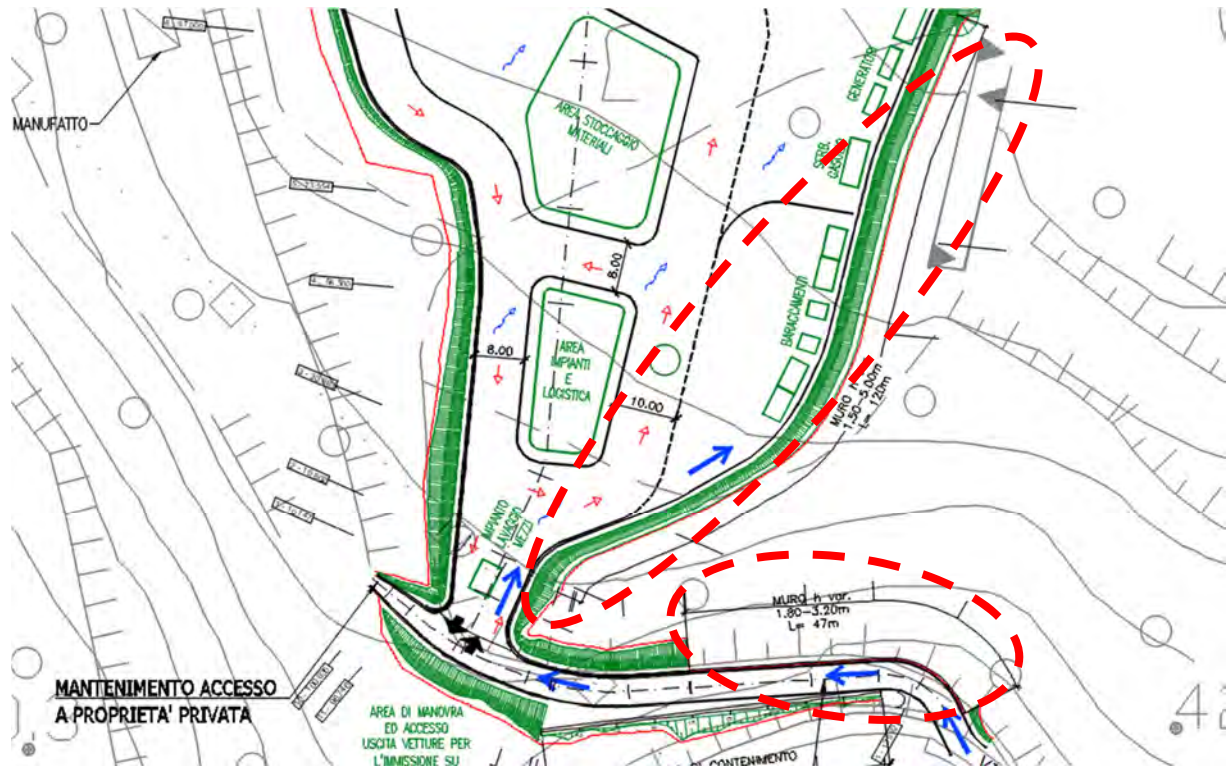 MANUFATTO
AREA STOCCAGGIO
MATERIALI
GENERATORI
SERB.
GASOLIO
8.00
8.00
AREA
IMPIANTI
E
LOGISTICA
10.00
BARACCAMENTI
MURO h
1.50-5.00m
L= 120m
IMPIANTO
LAVAGGIO
MEZZI
MURO h var.
1.80-3.20m
L= 47m
MANTENIMENTO ACCESSO
A PROPRIETA' PRIVATA
AREA DI MANOVRA
ED ACCESSO
USCITA VETTURE PER
L'IMMISSIONE SU
CONTENIMENTO